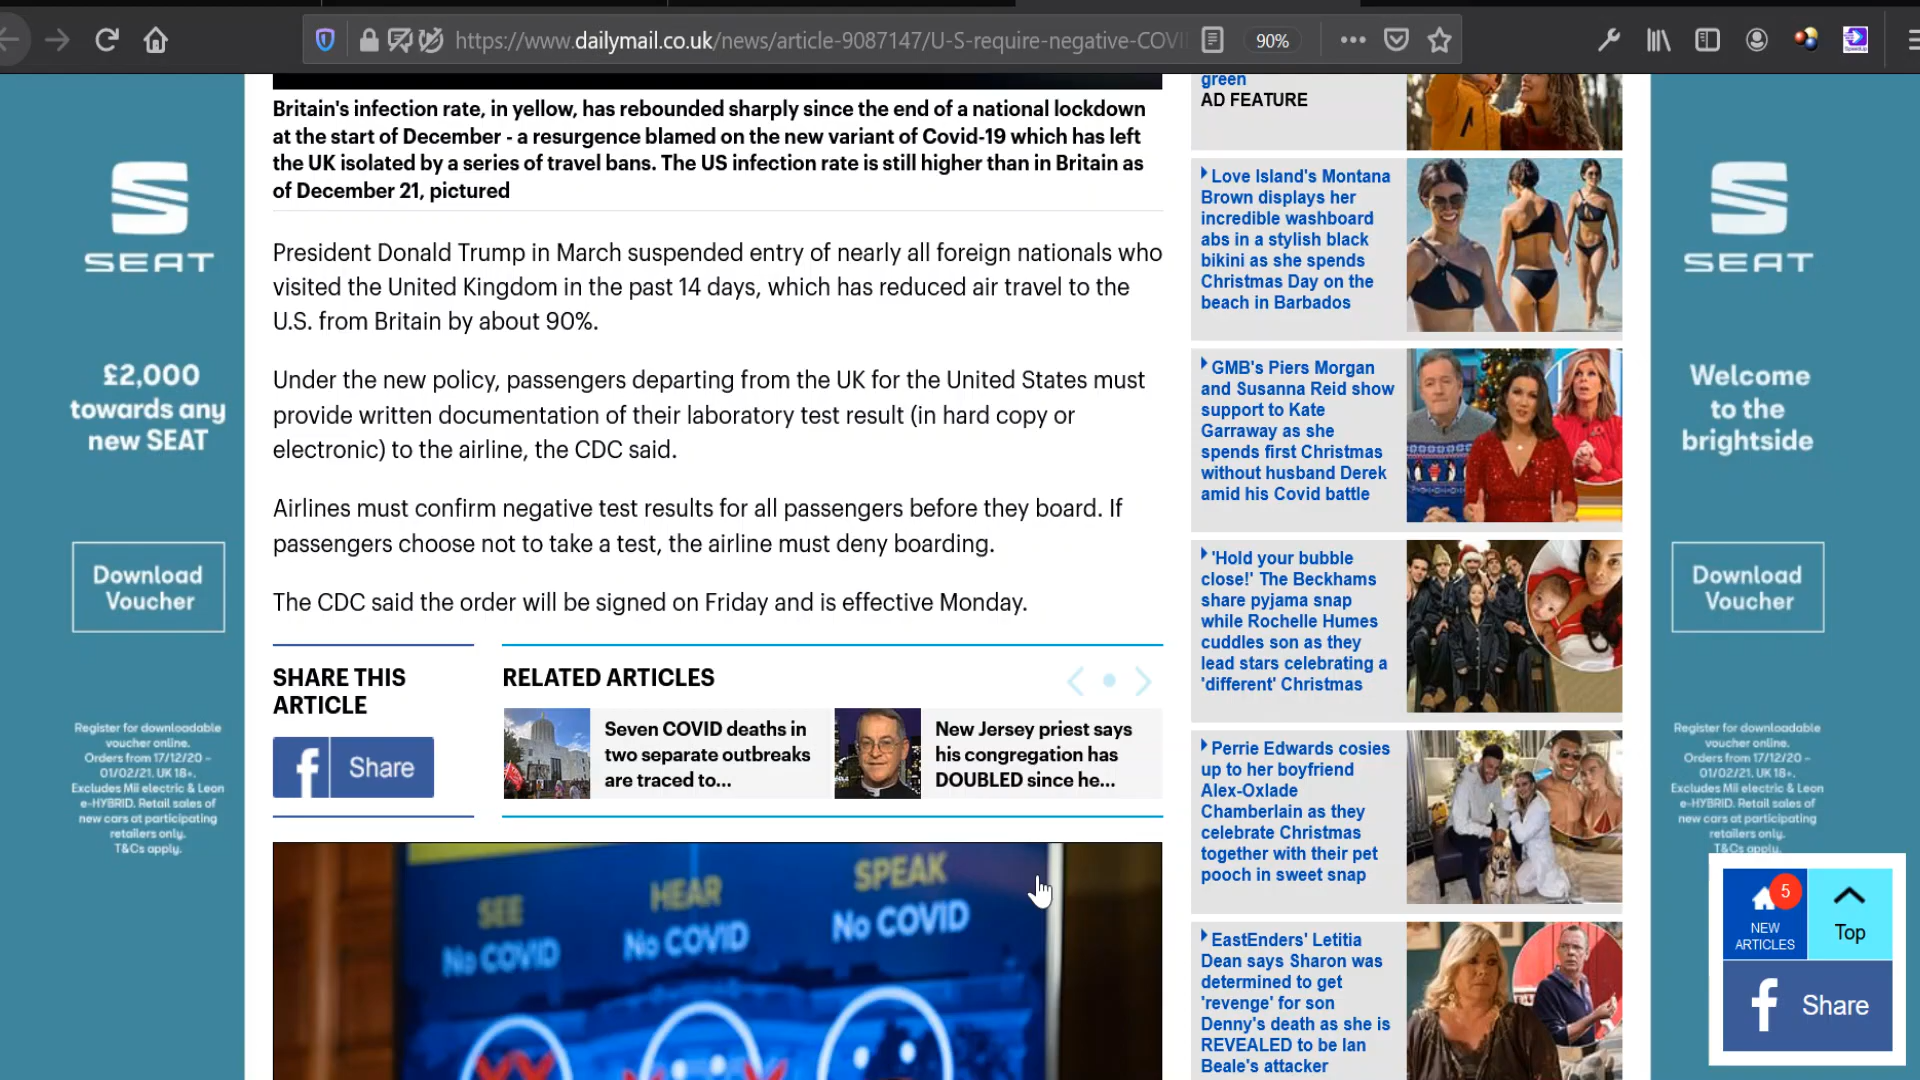 https://www.dailymail.co.uk/news/article-9087147/U-S-require-negative-COVI
90%
SEAT
£2,000
towards any
new SEAT
Download
Voucher
Register for downloadable
voucher online.
Orders from 17/12/20 –
01/02/21. UK 18+.
Excludes Mii electric & Leon
e-HYBRID. Retail sales of
new cars at participating
retailers only.
T&Cs apply.
Britain's infection rate, in yellow, has rebounded sharply since the end of a national lockdown
at the start of December - a resurgence blamed on the new variant of Covid-19 which has left
the UK isolated by a series of travel bans. The US infection rate is still higher than in Britain as
of December 21, pictured
President Donald Trump in March suspended entry of nearly all foreign nationals who
visited the United Kingdom in the past 14 days, which has reduced air travel to the
U.S. from Britain by about 90%.
Under the new policy, passengers departing from the UK for the United States must
provide written documentation of their laboratory test result (in hard copy or
electronic) to the airline, the CDC said.
Airlines must confirm negative test results for all passengers before they board. If
passengers choose not to take a test, the airline must deny boarding.
The CDC said the order will be signed on Friday and is effective Monday.
SHARE THIS
ARTICLE
f Share
RELATED ARTICLES
Seven COVID deaths in
two separate outbreaks
are traced to...
New Jersey priest says
his congregation has
DOUBLED since he...
SEE
No COVID
HEAR
No COVID
SPEAK
No COVID
green
AD FEATURE
Love Island's Montana
Brown displays her
incredible washboard
abs in a stylish black
bikini as she spends
Christmas Day on the
beach in Barbados
GMB's Piers Morgan
and Susanna Reid show
support to Kate
Garraway as she
spends first Christmas
without husband Derek
amid his Covid battle
'Hold your bubble
close!' The Beckhams
share pyjama snap
while Rochelle Humes
cuddles son as they
lead stars celebrating a
'different' Christmas
Perrie Edwards cosies
up to her boyfriend
Alex-Oxlade
Chamberlain as they
celebrate Christmas
together with their pet
pooch in sweet snap
EastEnders' Letitia
Dean says Sharon was
determined to get
'revenge' for son
Denny's death as she is
REVEALED to be Ian
Beale's attacker
SEAT
Welcome
to the
brightside
Download
Voucher
Register for downloadable
voucher online.
Orders from 17/12/20 –
01/02/21. UK 18+.
Excludes Mii electric & Leon
e-HYBRID. Retail sales of
new cars at participating
retailers only.
T&Cs apply.
5
NEW
ARTICLES
Top
f Share